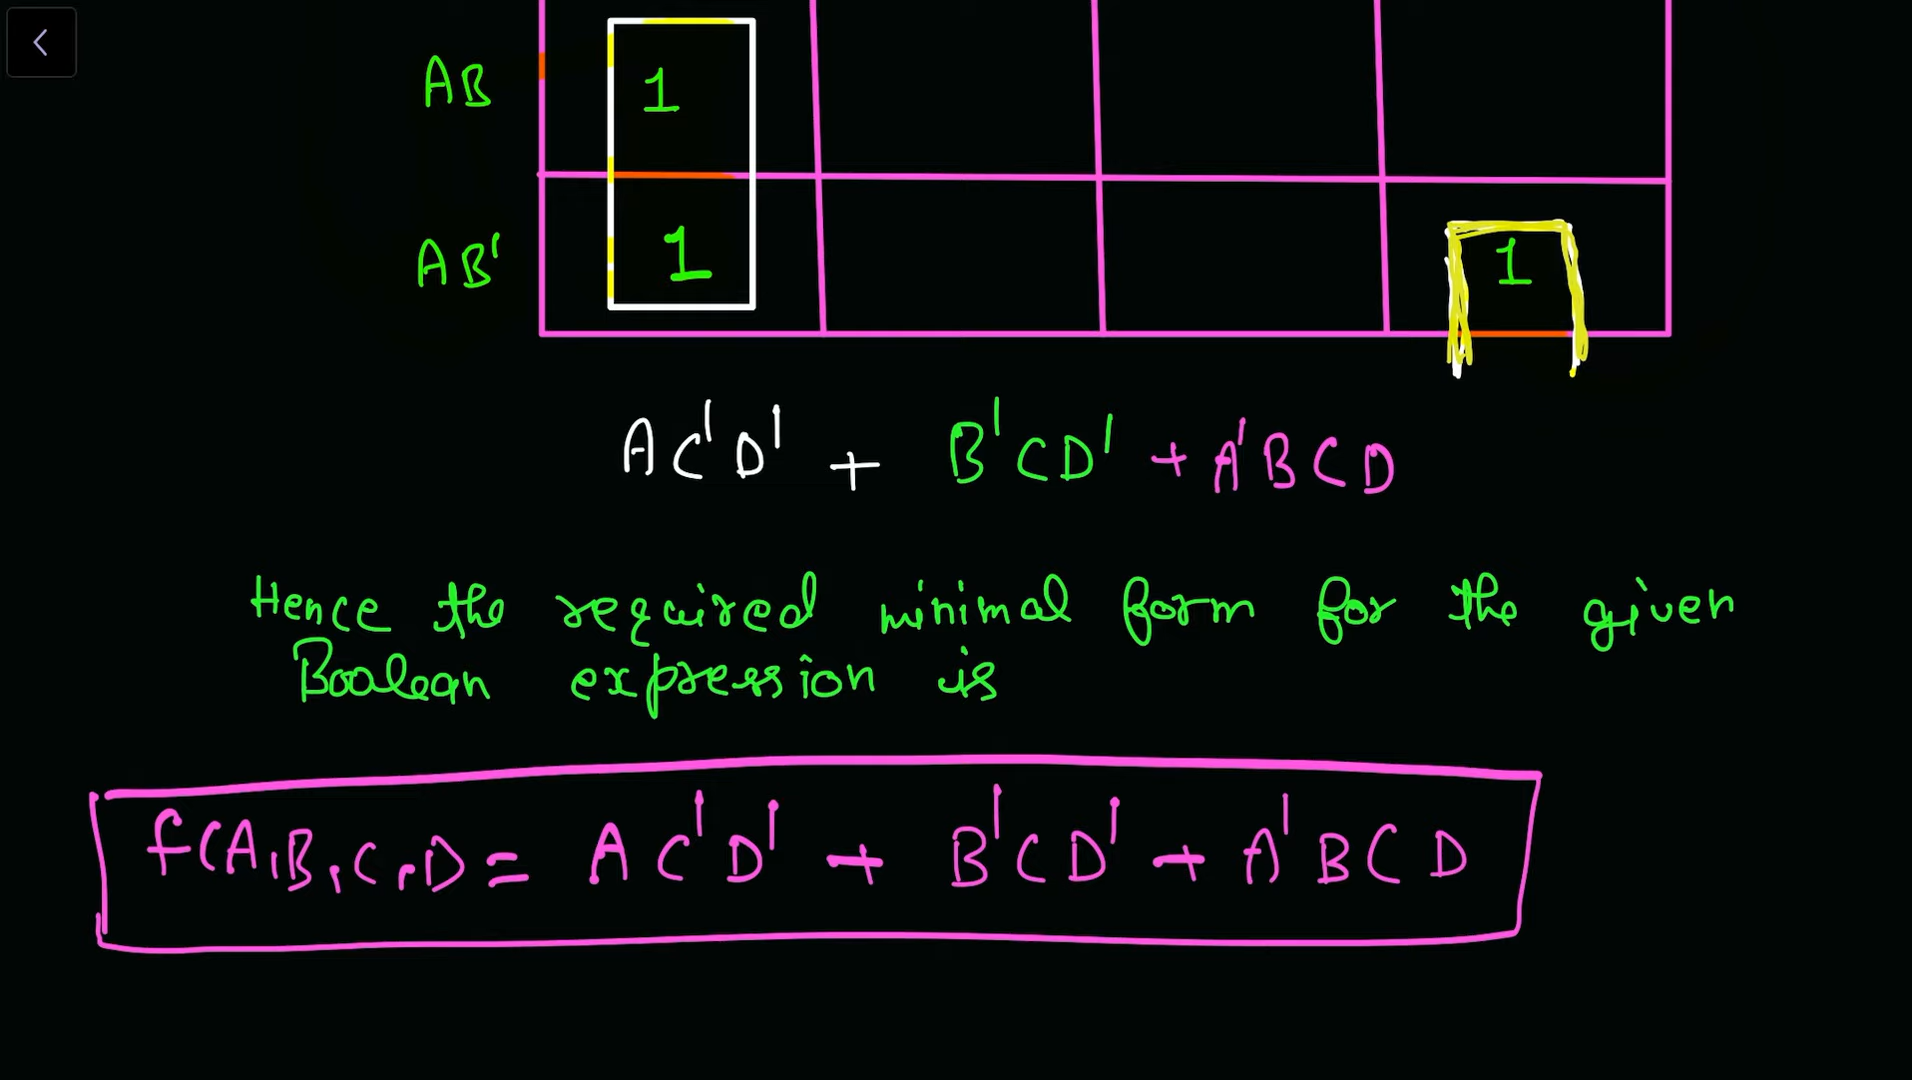 AB 1
AB' 1 1
AC'D' + B'CD' + A'BCD
Hence the required minimal form for the given
Boolean expression is
f(A,B,C,D = AC'D' + B'CD' + A'BCD